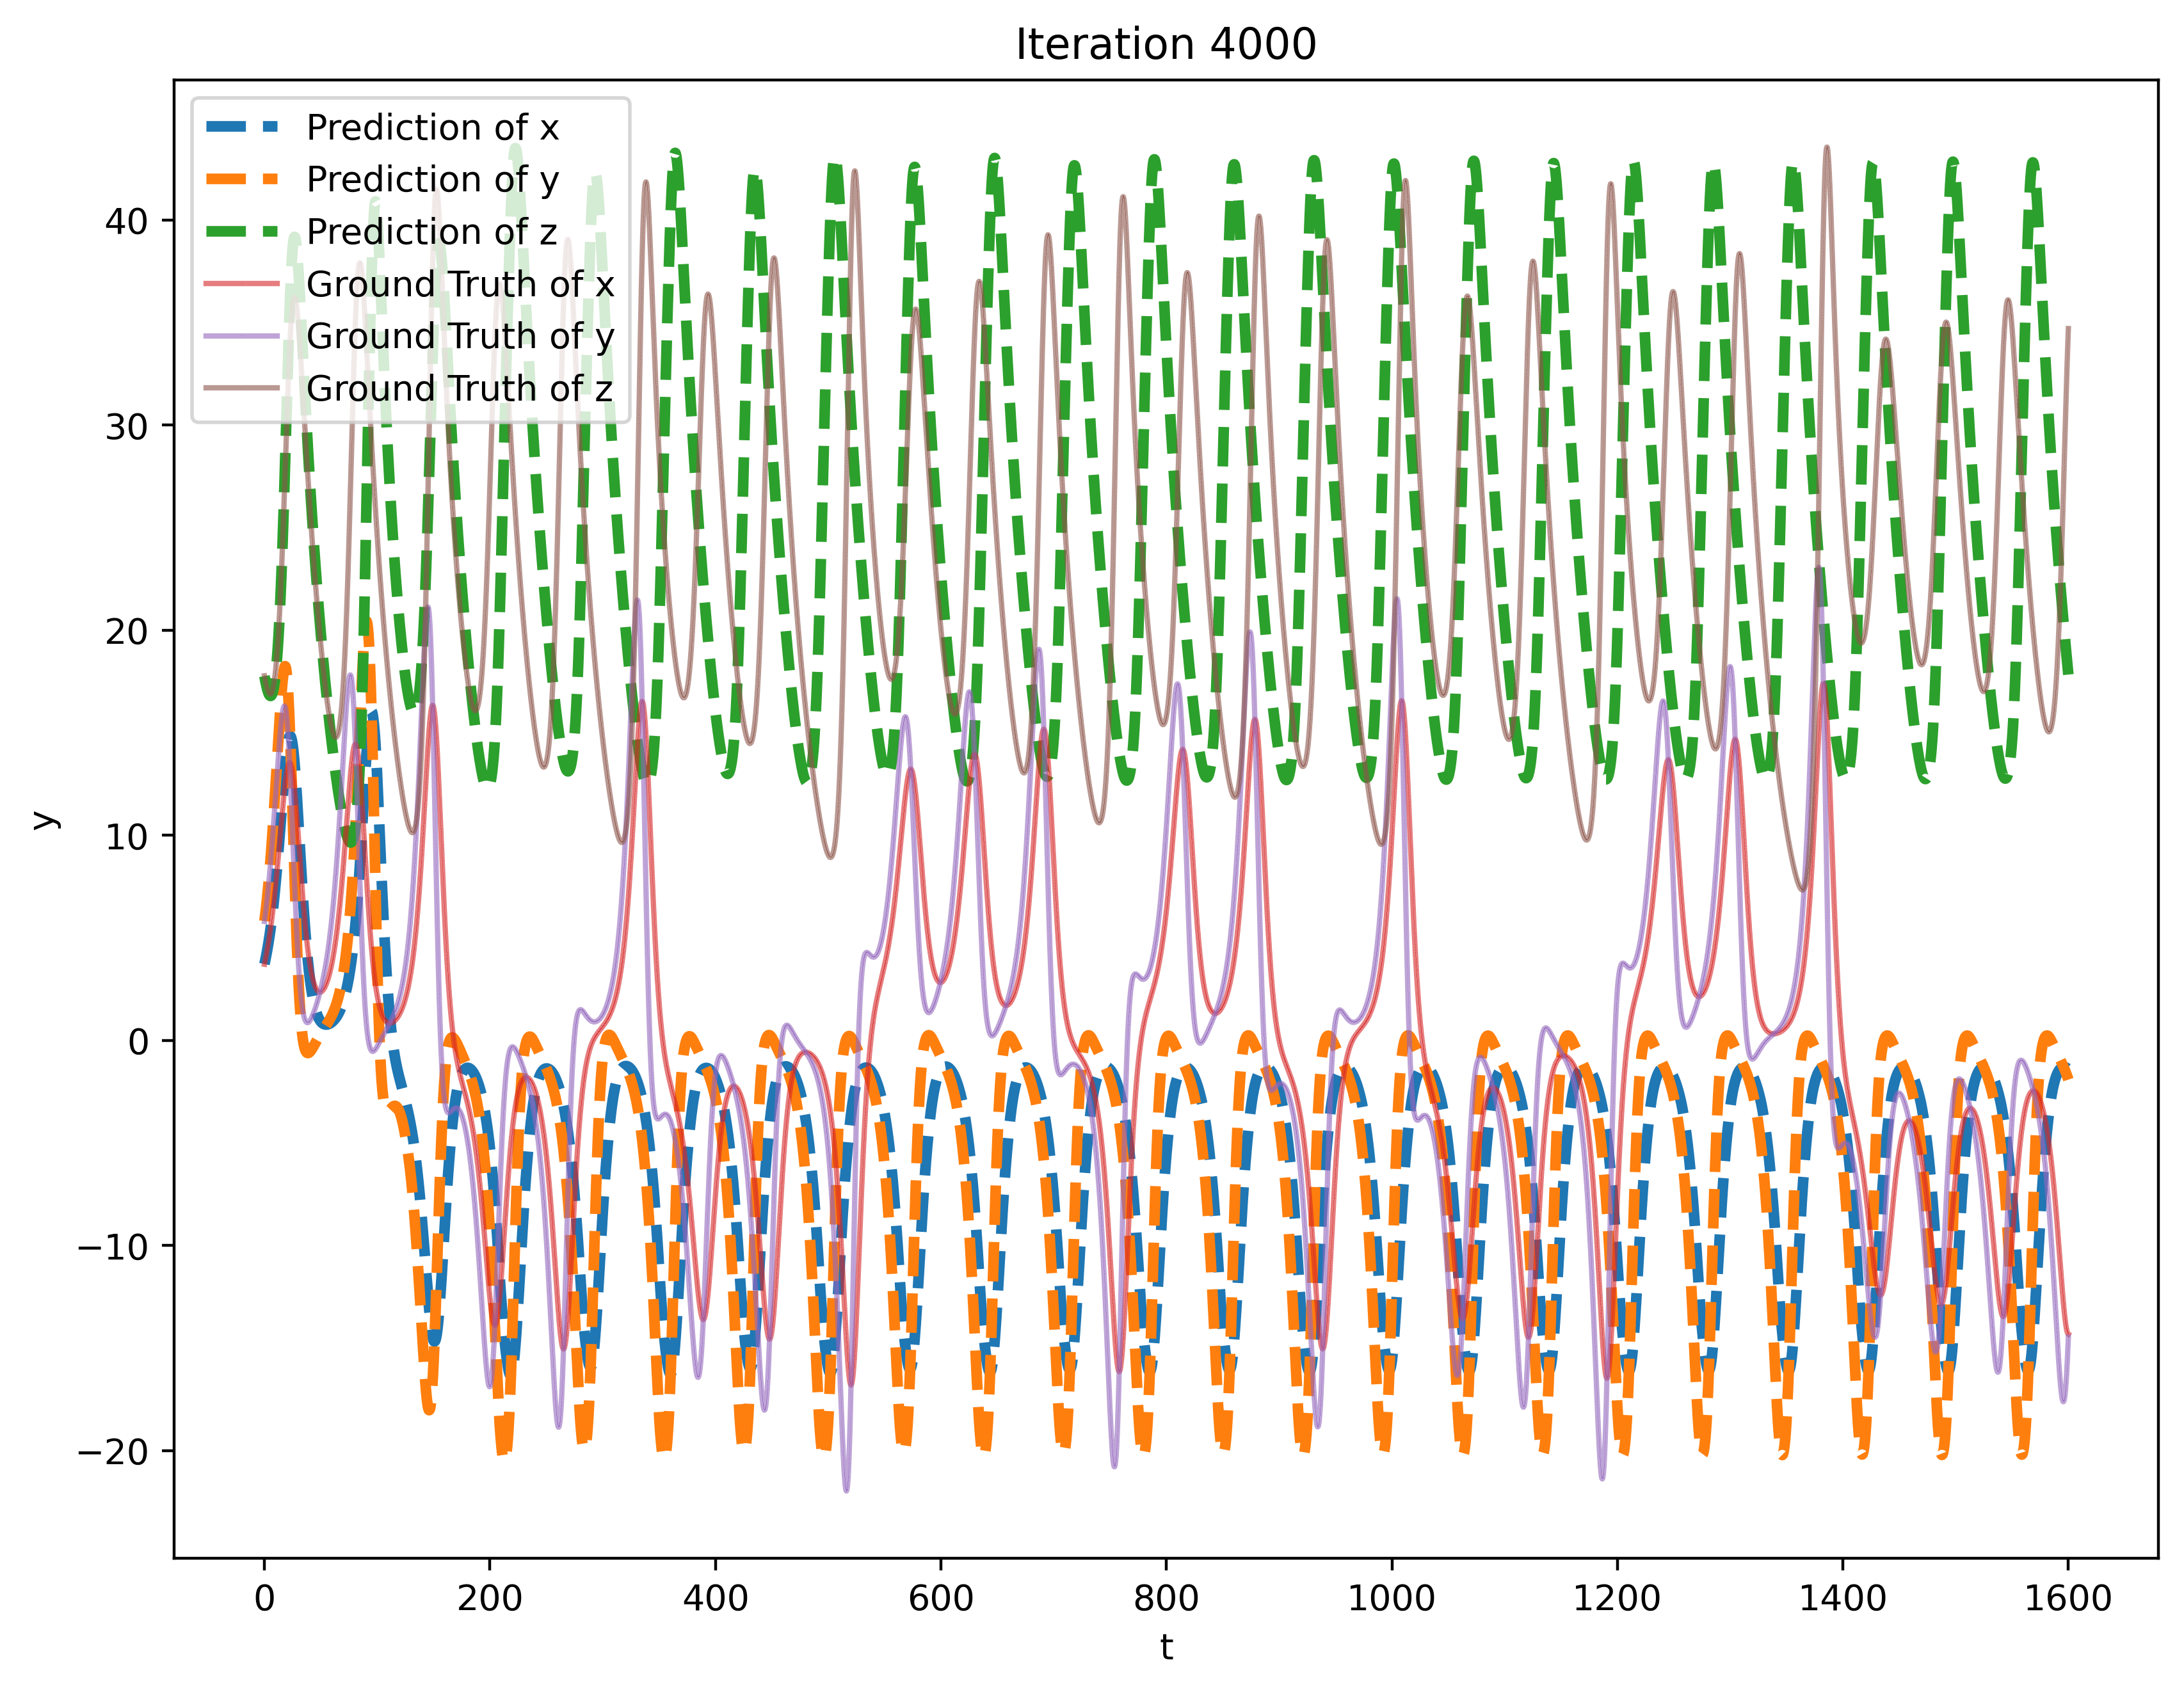 Iteration 4000
Prediction of x
Prediction of y
Prediction of z
Ground Truth of x
Ground Truth of y
Ground Truth of z
40
30
20
10
0
−10
−20
y
0 200 400 600 800 1000 1200 1400 1600
t